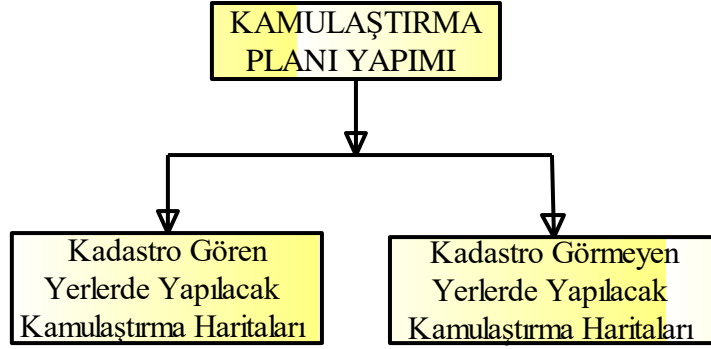 KAMULAŞTIRMA
PLANI YAPIMI
Kadastro Gören
Yerlerde Yapılacak
Kamulaştırma Haritaları
Kadastro Görmeyen
Yerlerde Yapılacak
Kamulaştırma Haritaları